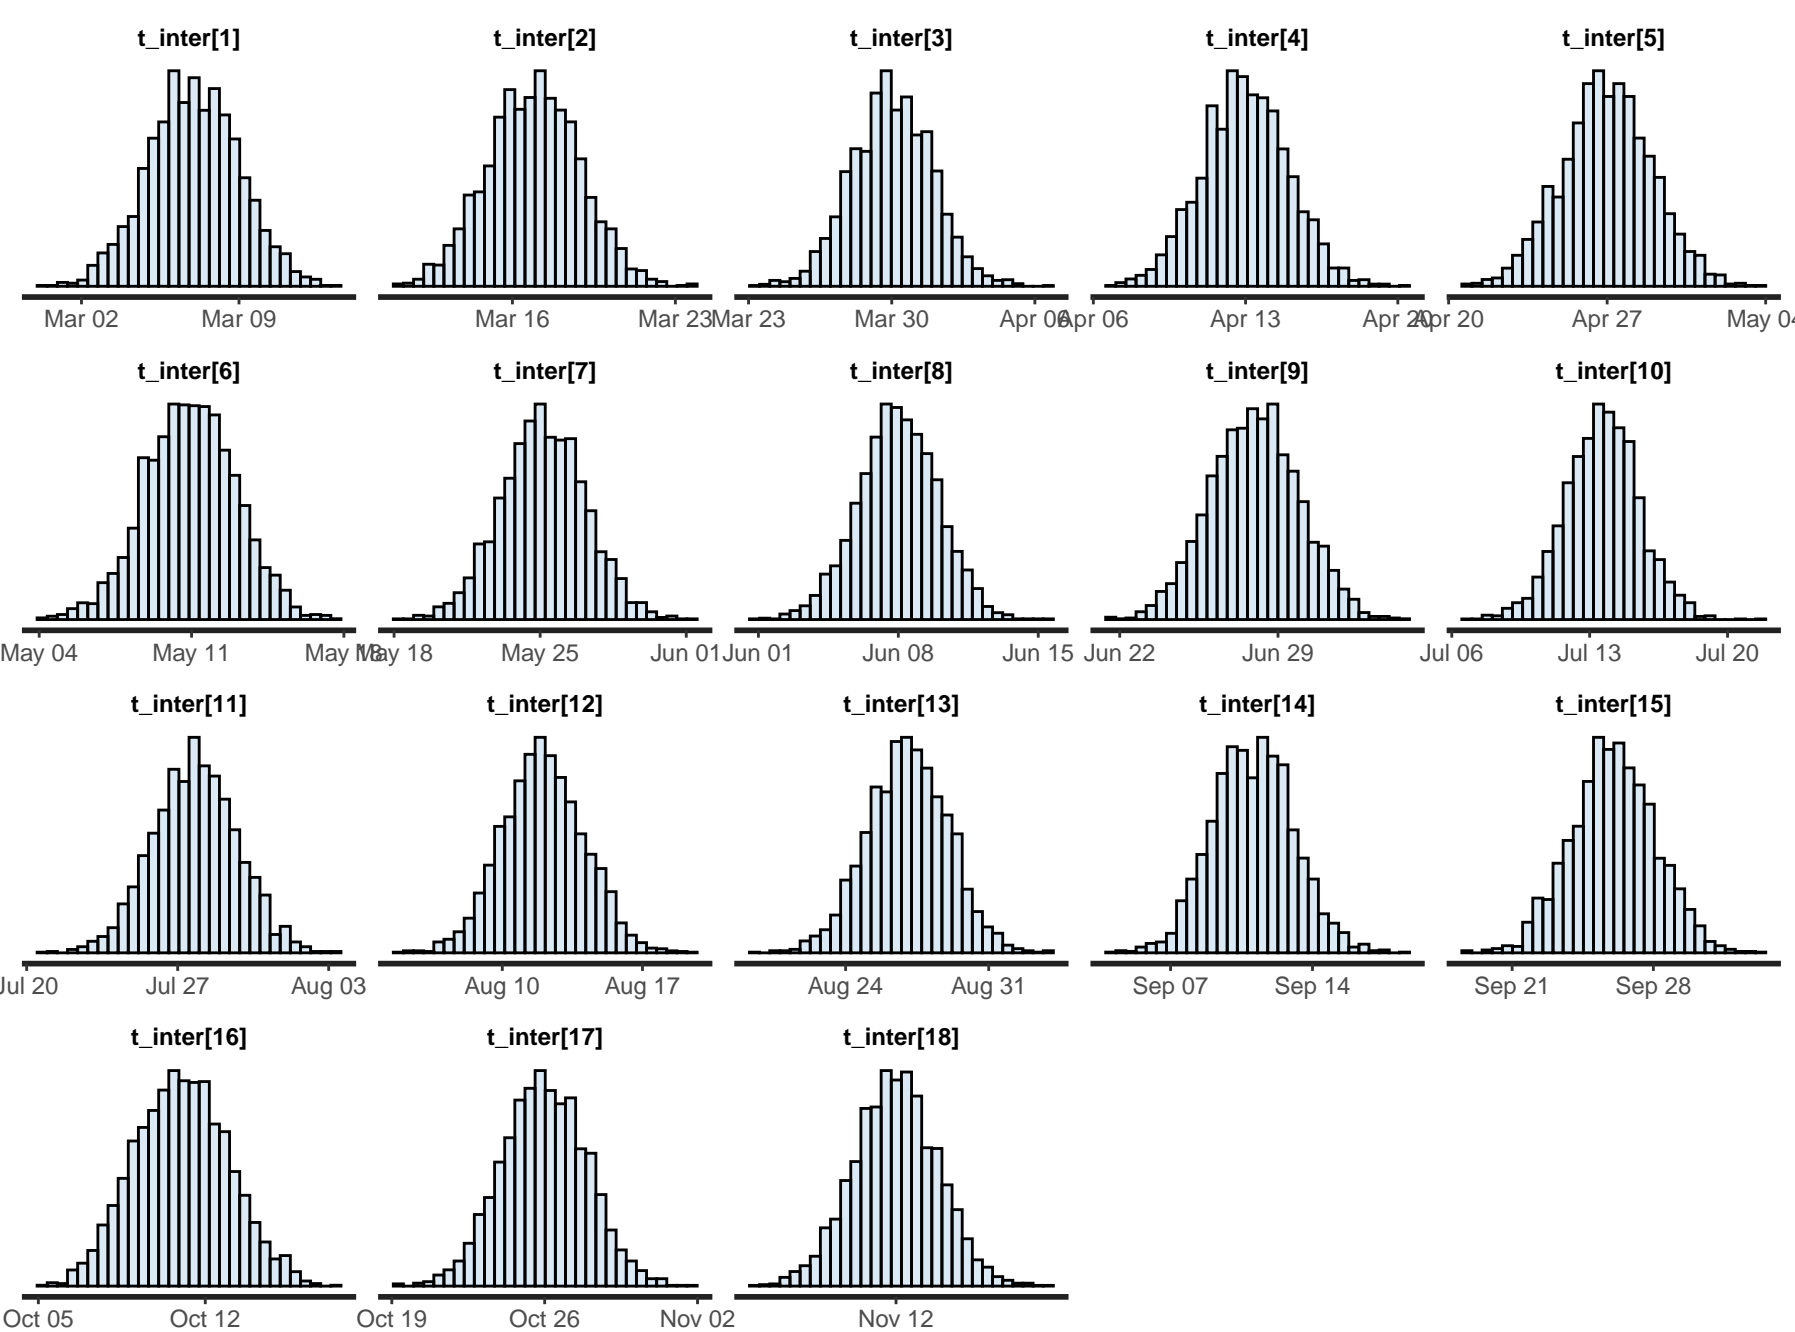 t_inter[1] t_inter[2] t_inter[3] t_inter[4] t_inter[5]
Mar 02 Mar 09 Mar 16 Mar 23 Mar 23 Mar 30 Apr 06 Apr 06 Apr 13 Apr 20 Apr 20 Apr 27 May 04
t_inter[6] t_inter[7] t_inter[8] t_inter[9] t_inter[10]
May 04 May 11 May 18 May 18 May 25 Jun 01 Jun 01 Jun 08 Jun 15 Jun 22 Jun 29 Jul 06 Jul 13 Jul 20
t_inter[11] t_inter[12] t_inter[13] t_inter[14] t_inter[15]
Jul 20 Jul 27 Aug 03 Aug 10 Aug 17 Aug 24 Aug 31 Sep 07 Sep 14 Sep 21 Sep 28
t_inter[16] t_inter[17] t_inter[18]
Oct 05 Oct 12 Oct 19 Oct 26 Nov 02 Nov 12